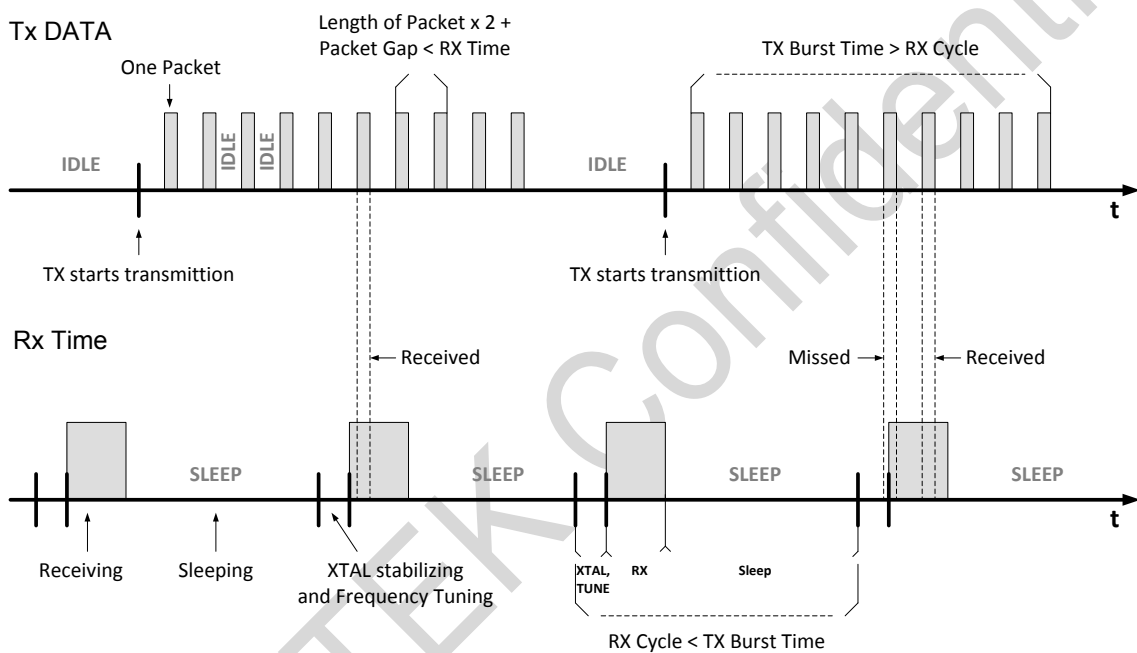 Tx DATA
Length of Packet x 2 +
Packet Gap < RX Time
TX Burst Time > RX Cycle
One Packet
IDLE
IDLE
IDLE
IDLE
t
TX starts transmittion
TX starts transmittion
Rx Time
Received
Missed
Received
SLEEP
SLEEP
SLEEP
SLEEP
t
Receiving
Sleeping
XTAL stabilizing
and Frequency Tuning
XTAL,
TUNE
RX
Sleep
RX Cycle < TX Burst Time
TEK Confident